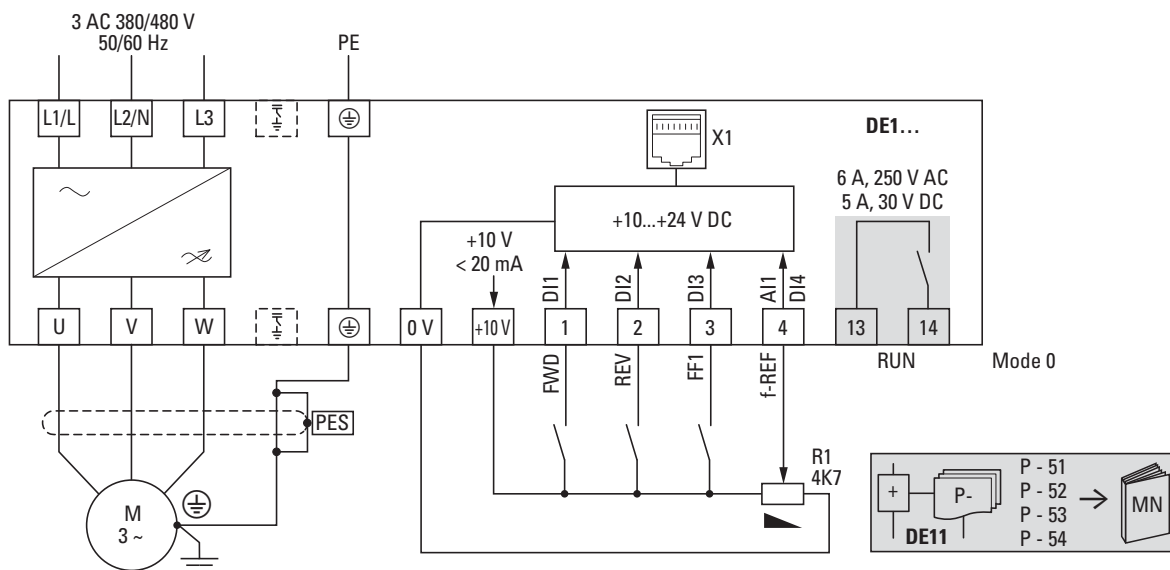 3 AC 380/480 V
50/60 Hz
PE
L1/L
L2/N
L3
X1
DE1…
6 A, 250 V AC
5 A, 30 V DC
+10…+24 V DC
+10 V
< 20 mA
DI1
DI2
DI3
AI1
DI4
U
V
W
0 V
+10 V
1
2
3
4
13
14
FWD
REV
FF1
f-REF
RUN
Mode 0
PES
R1
4K7
M
3 ~
+
P-
DE11
P - 51
P - 52
P - 53
P - 54
MN